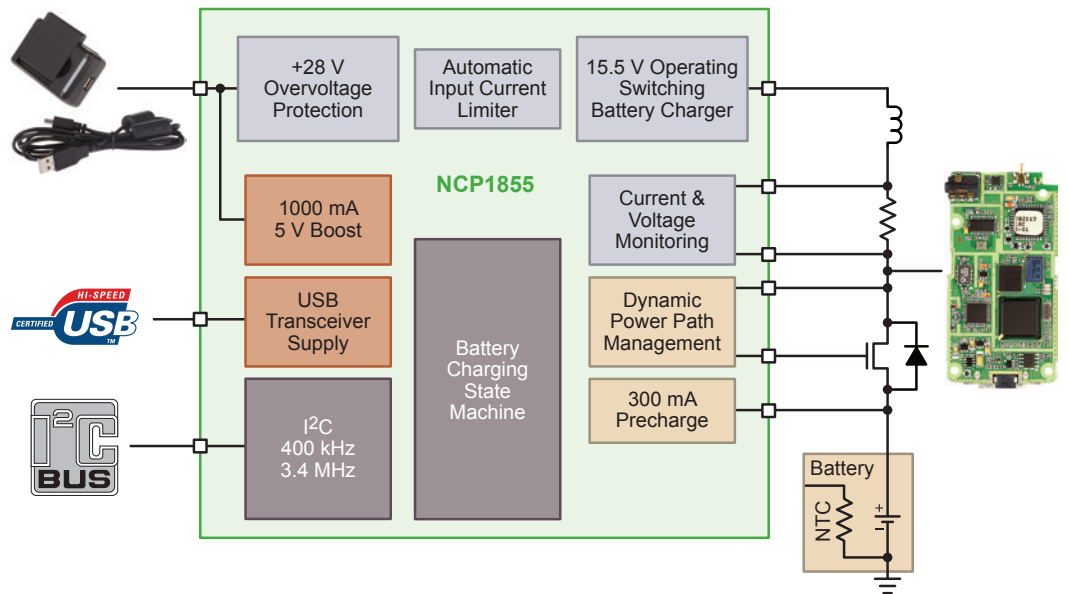 +28 V
Overvoltage
Protection
Automatic
Input Current
Limiter
15.5 V Operating
Switching
Battery Charger
NCP1855
1000 mA
5 V Boost
Current &
Voltage
Monitoring
HI-SPEED
CERTIFIED USB
TM
USB
Transceiver
Supply
Battery
Charging
State
Machine
Dynamic
Power Path
Management
300 mA
Precharge
I2C
BUS
I2C
400 kHz
3.4 MHz
Battery
NTC
+